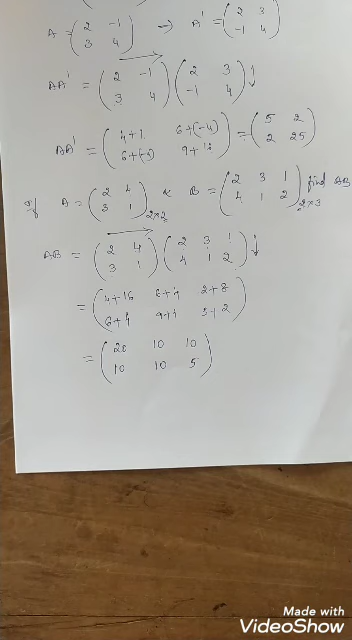 A = (2 -1 3 4) → A' = (2 3 -1 4)
AA' = (2 -1 3 4) (2 3 -1 4)
AA' = (4+1 6+(-4) 6+(-4) 9+16) = (5 2 2 25)
If A = (2 4 3 1)2×2 & B = (2 3 1 4 1 2)2×3 find AB
AB = (2 4 3 1) (2 3 1 4 1 2)
= (4+16 6+4 2+8 6+4 9+1 3+2)
= (20 10 10 10 10 5)
Made with
VideoShow